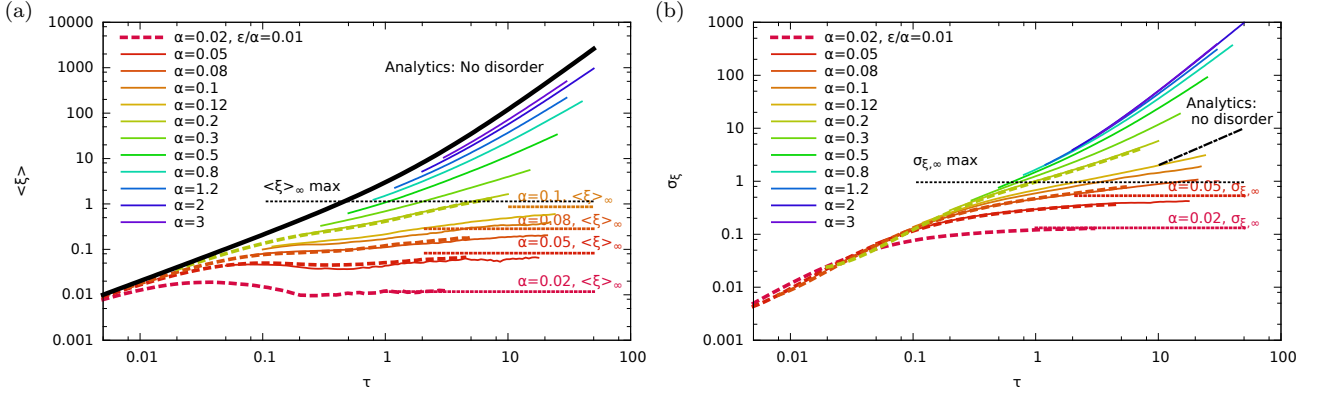 (a)
10000
1000
100
10
1
0.1
0.01
0.001
<ξ>
α=0.02, ε/α=0.01
α=0.05
α=0.08
α=0.1
α=0.12
α=0.2
α=0.3
α=0.5
α=0.8
α=1.2
α=2
α=3
Analytics: No disorder
<ξ>∞ max
α=0.1, <ξ>∞
α=0.08, <ξ>∞
α=0.05, <ξ>∞
α=0.02, <ξ>∞
0.01 0.1 1 10 100
τ
(b)
1000
100
10
1
0.1
0.01
0.001
σξ
α=0.02, ε/α=0.01
α=0.05
α=0.08
α=0.1
α=0.12
α=0.2
α=0.3
α=0.5
α=0.8
α=1.2
α=2
α=3
Analytics:
no disorder
σξ,∞ max
α=0.05, σξ,∞
α=0.02, σξ,∞
0.01 0.1 1 10 100
τ